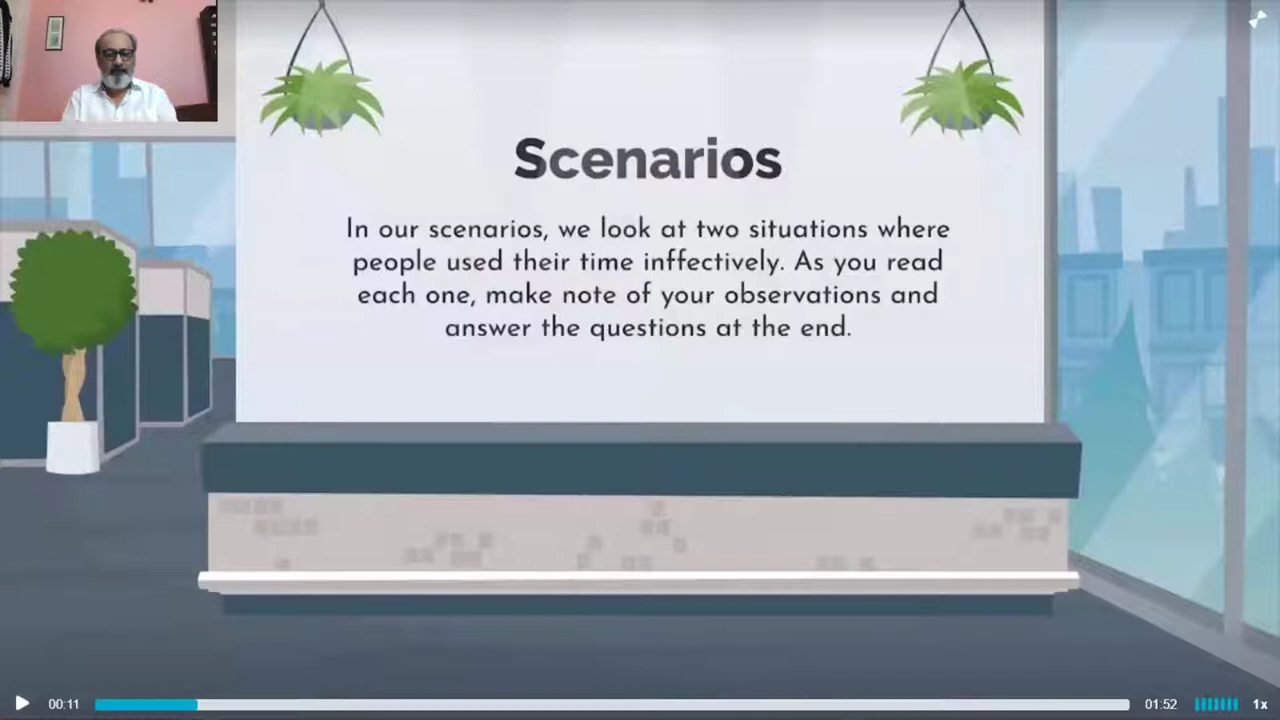 Scenarios
In our scenarios, we look at two situations where
people used their time inffectively. As you read
each one, make note of your observations and
answer the questions at the end.
00:11
01:52
1x